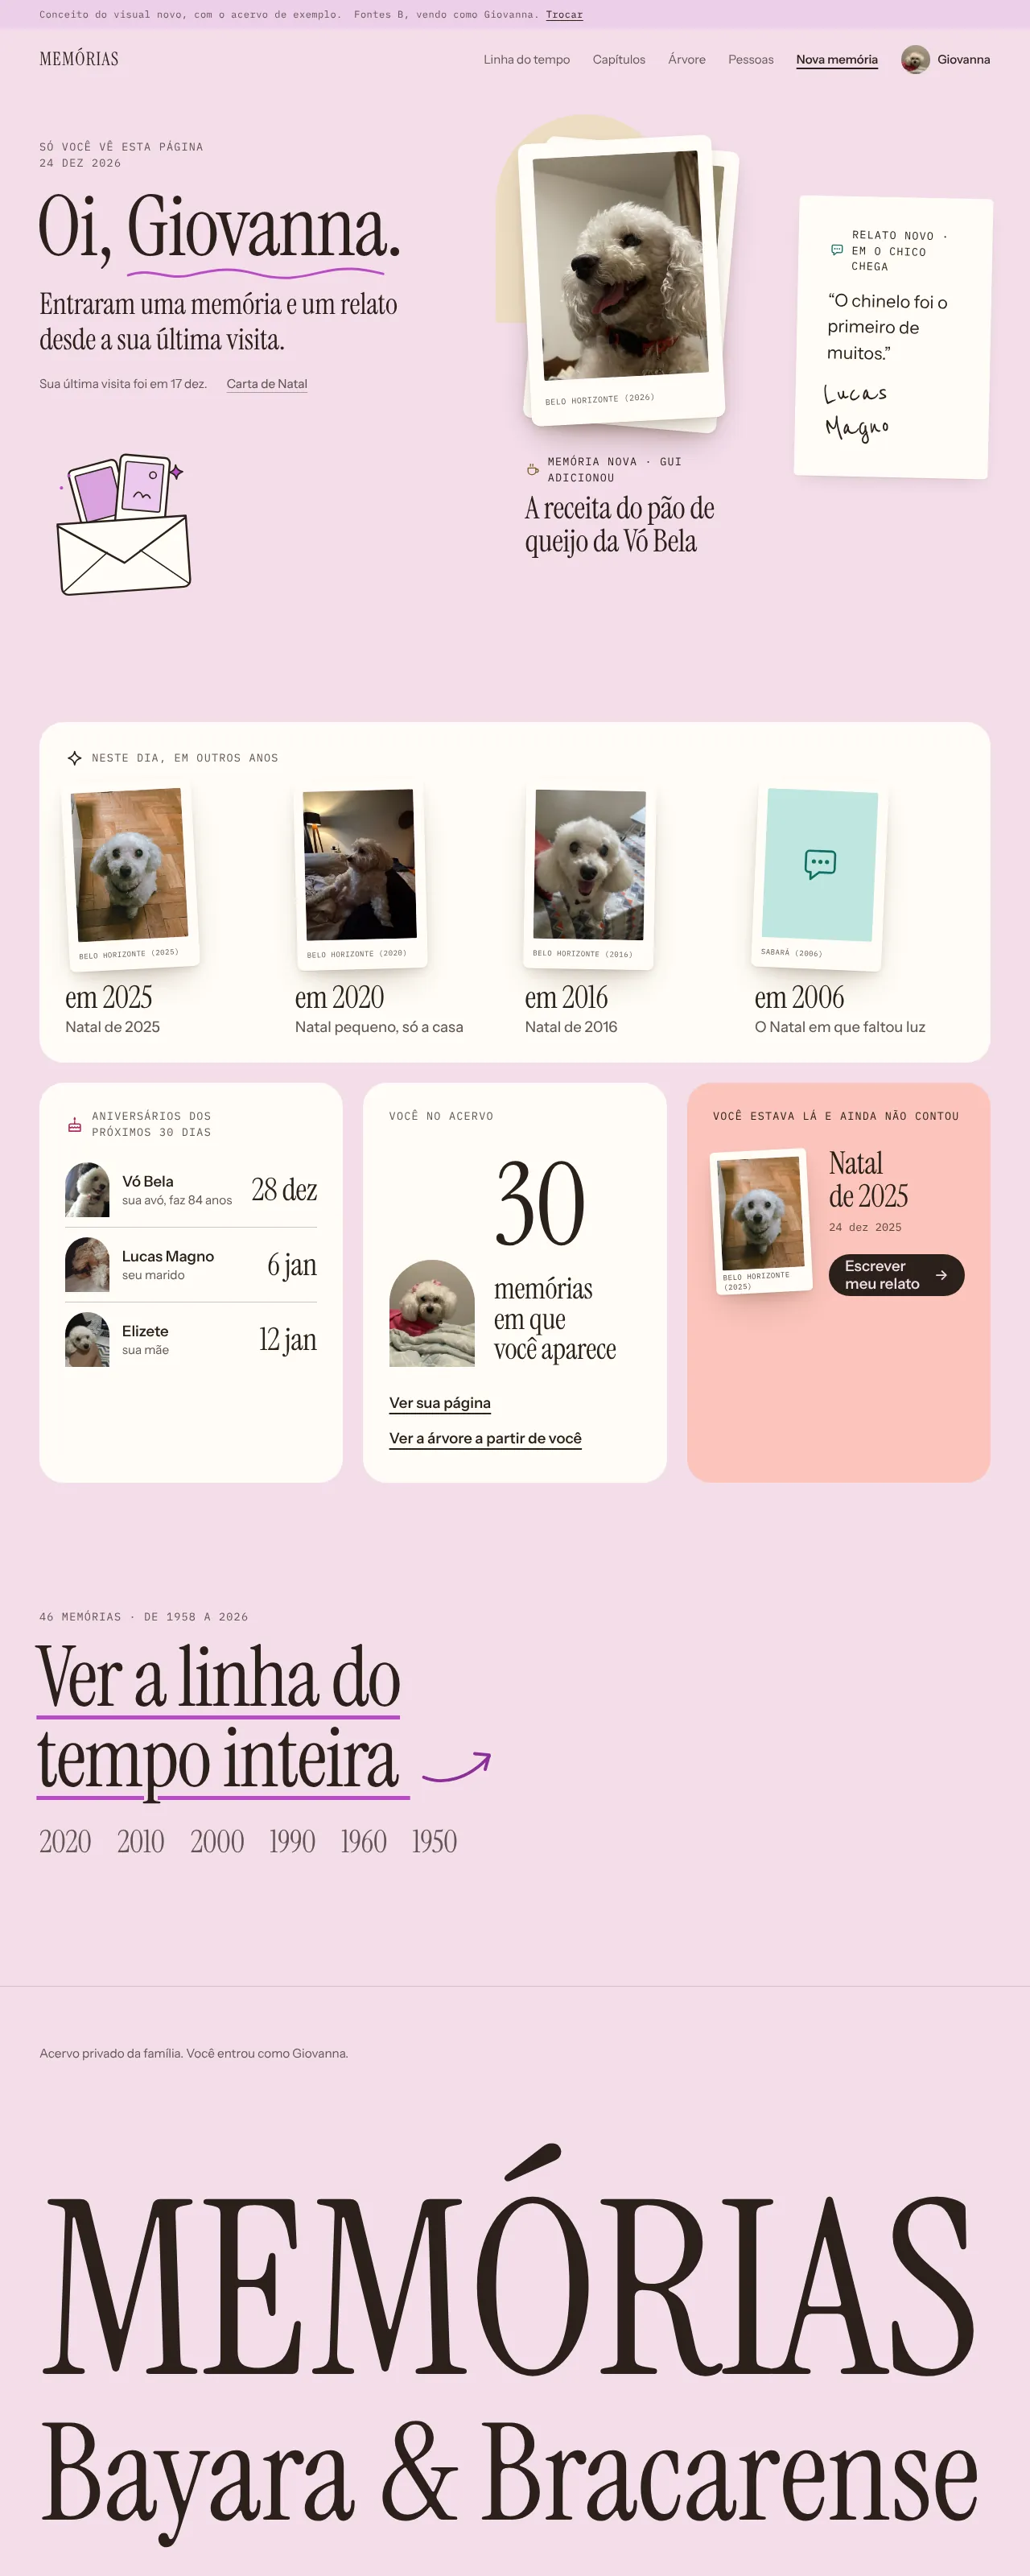 Conceito do visual novo, com o acervo de exemplo. Fontes B, vendo como Giovanna. Trocar
MEMÓRIAS
Linha do tempo
Capítulos
Árvore
Pessoas
Nova memória
Giovanna
SÓ VOCÊ VÊ ESTA PÁGINA
24 DEZ 2026
Oi, Giovanna.
Entraram uma memória e um relato
desde a sua última visita.
Sua última visita foi em 17 dez.
Carta de Natal
BELO HORIZONTE (2026)
MEMÓRIA NOVA · GUI
ADICIONOU
A receita do pão de
queijo da Vó Bela
RELATO NOVO ·
EM O CHICO
CHEGA
“O chinelo foi o
primeiro de
muitos.”
Lucas
Magno
NESTE DIA, EM OUTROS ANOS
BELO HORIZONTE (2025)
em 2025
Natal de 2025
BELO HORIZONTE (2020)
em 2020
Natal pequeno, só a casa
BELO HORIZONTE (2016)
em 2016
Natal de 2016
SABARÁ (2006)
em 2006
O Natal em que faltou luz
ANIVERSÁRIOS DOS
PRÓXIMOS 30 DIAS
Vó Bela
sua avó, faz 84 anos
28 dez
Lucas Magno
seu marido
6 jan
Elizete
sua mãe
12 jan
VOCÊ NO ACERVO
30
memórias
em que
você aparece
Ver sua página
Ver a árvore a partir de você
VOCÊ ESTAVA LÁ E AINDA NÃO CONTOU
BELO HORIZONTE
(2025)
Natal
de 2025
24 dez 2025
Escrever
meu relato
46 MEMÓRIAS · DE 1958 A 2026
Ver a linha do
tempo inteira
2020 2010 2000 1990 1960 1950
Acervo privado da família. Você entrou como Giovanna.
MEMÓRIAS
Bayara & Bracarense